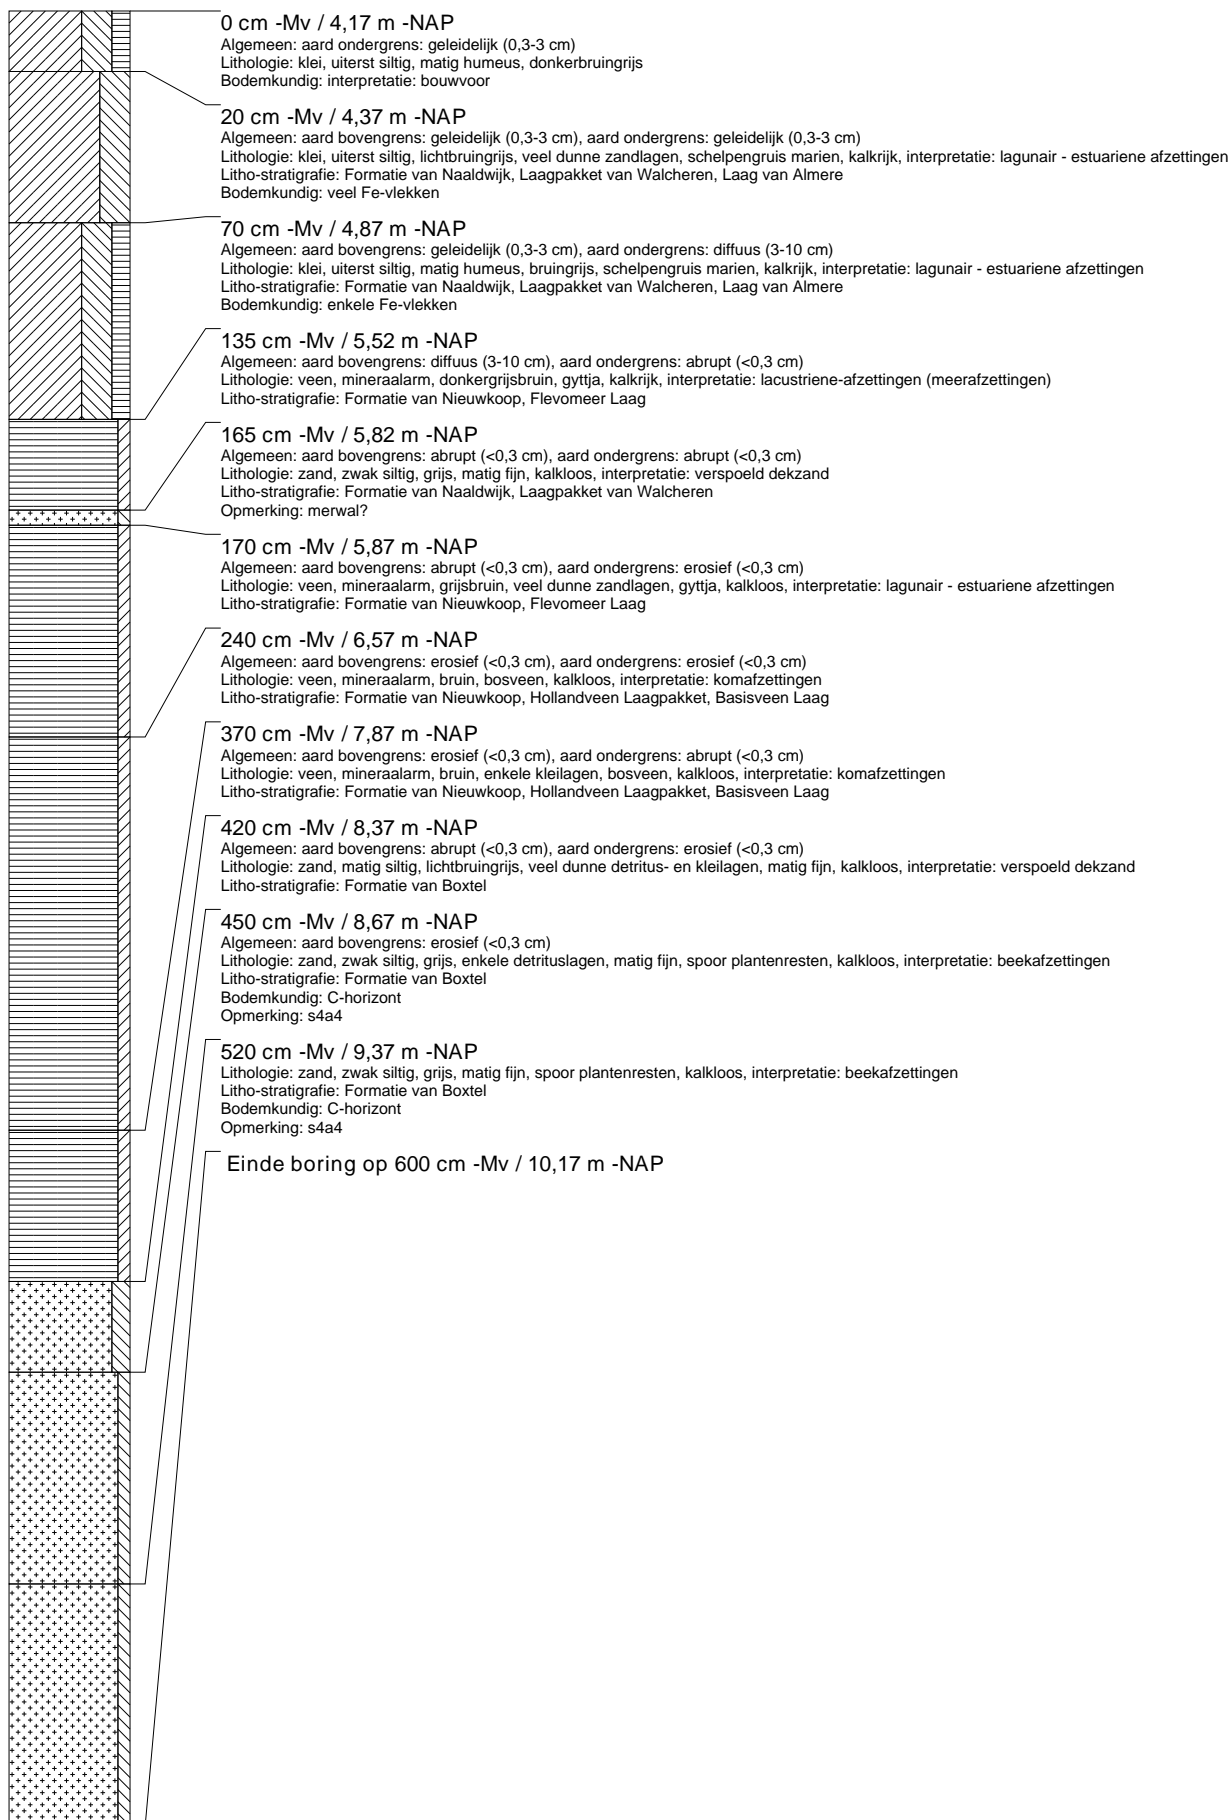 0 cm -Mv / 4,17 m -NAP
Algemeen: aard ondergrens: geleidelijk (0,3-3 cm)
Lithologie: klei, uiterst siltig, matig humeus, donkerbruingrijs
Bodemkundig: interpretatie: bouwvoor
20 cm -Mv / 4,37 m -NAP
Algemeen: aard bovengrens: geleidelijk (0,3-3 cm), aard ondergrens: geleidelijk (0,3-3 cm)
Lithologie: klei, uiterst siltig, lichtbruingrijs, veel dunne zandlagen, schelpengruis marien, kalkrijk, interpretatie: lagunair - estuariene afzettingen
Litho-stratigrafie: Formatie van Naaldwijk, Laagpakket van Walcheren, Laag van Almere
Bodemkundig: veel Fe-vlekken
70 cm -Mv / 4,87 m -NAP
Algemeen: aard bovengrens: geleidelijk (0,3-3 cm), aard ondergrens: diffuus (3-10 cm)
Lithologie: klei, uiterst siltig, matig humeus, bruingrijs, schelpengruis marien, kalkrijk, interpretatie: lagunair - estuariene afzettingen
Litho-stratigrafie: Formatie van Naaldwijk, Laagpakket van Walcheren, Laag van Almere
Bodemkundig: enkele Fe-vlekken
135 cm -Mv / 5,52 m -NAP
Algemeen: aard bovengrens: diffuus (3-10 cm), aard ondergrens: abrupt (<0,3 cm)
Lithologie: veen, mineraalarm, donkergrijsbruin, gyttja, kalkrijk, interpretatie: lacustriene-afzettingen (meerafzettingen)
Litho-stratigrafie: Formatie van Nieuwkoop, Flevomeer Laag
165 cm -Mv / 5,82 m -NAP
Algemeen: aard bovengrens: abrupt (<0,3 cm), aard ondergrens: abrupt (<0,3 cm)
Lithologie: zand, zwak siltig, grijs, matig fijn, kalkloos, interpretatie: verspoeld dekzand
Litho-stratigrafie: Formatie van Naaldwijk, Laagpakket van Walcheren
Opmerking: merwal?
170 cm -Mv / 5,87 m -NAP
Algemeen: aard bovengrens: abrupt (<0,3 cm), aard ondergrens: erosief (<0,3 cm)
Lithologie: veen, mineraalarm, grijsbruin, veel dunne zandlagen, gyttja, kalkloos, interpretatie: lagunair - estuariene afzettingen
Litho-stratigrafie: Formatie van Nieuwkoop, Flevomeer Laag
240 cm -Mv / 6,57 m -NAP
Algemeen: aard bovengrens: erosief (<0,3 cm), aard ondergrens: erosief (<0,3 cm)
Lithologie: veen, mineraalarm, bruin, bosveen, kalkloos, interpretatie: komafzettingen
Litho-stratigrafie: Formatie van Nieuwkoop, Hollandveen Laagpakket, Basisveen Laag
370 cm -Mv / 7,87 m -NAP
Algemeen: aard bovengrens: erosief (<0,3 cm), aard ondergrens: abrupt (<0,3 cm)
Lithologie: veen, mineraalarm, bruin, enkele kleilagen, bosveen, kalkloos, interpretatie: komafzettingen
Litho-stratigrafie: Formatie van Nieuwkoop, Hollandveen Laagpakket, Basisveen Laag
420 cm -Mv / 8,37 m -NAP
Algemeen: aard bovengrens: abrupt (<0,3 cm), aard ondergrens: erosief (<0,3 cm)
Lithologie: zand, matig siltig, lichtbruingrijs, veel dunne detritus- en kleilagen, matig fijn, kalkloos, interpretatie: verspoeld dekzand
Litho-stratigrafie: Formatie van Boxtel
450 cm -Mv / 8,67 m -NAP
Algemeen: aard bovengrens: erosief (<0,3 cm)
Lithologie: zand, zwak siltig, grijs, enkele detrituslagen, matig fijn, spoor plantenresten, kalkloos, interpretatie: beekafzettingen
Litho-stratigrafie: Formatie van Boxtel
Bodemkundig: C-horizont
Opmerking: s4a4
520 cm -Mv / 9,37 m -NAP
Lithologie: zand, zwak siltig, grijs, matig fijn, spoor plantenresten, kalkloos, interpretatie: beekafzettingen
Litho-stratigrafie: Formatie van Boxtel
Bodemkundig: C-horizont
Opmerking: s4a4
Einde boring op 600 cm -Mv / 10,17 m -NAP